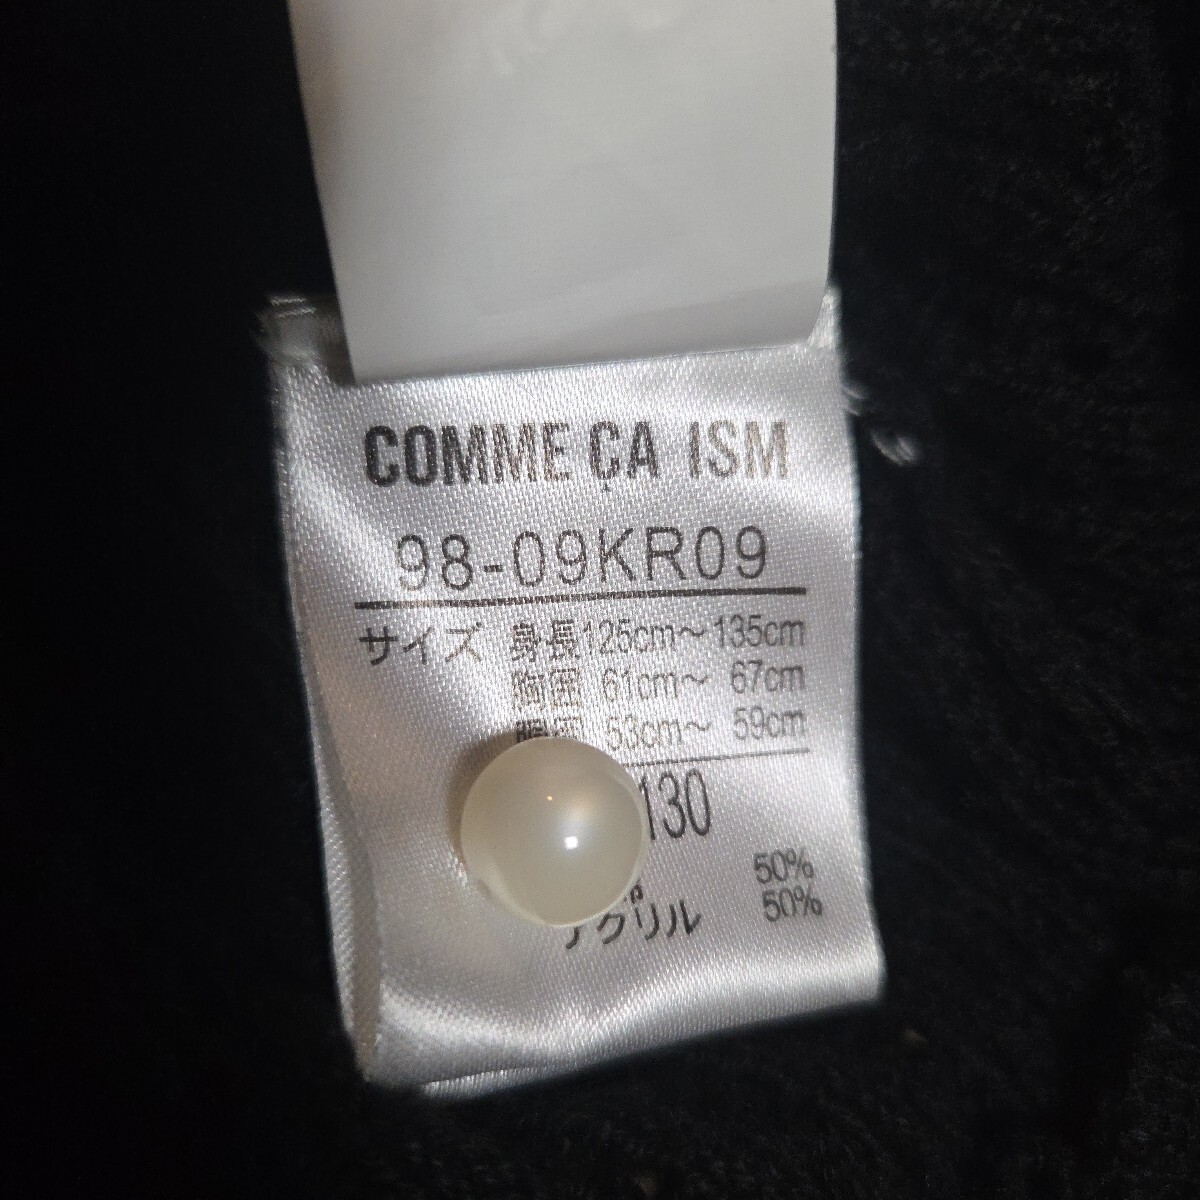 COMME ÇA ISM
98-09KR09
サイズ 身長125cm～135cm
胸囲 61cm～ 67cm
胴囲 53cm～ 59cm
130
50%
アクリル 50%